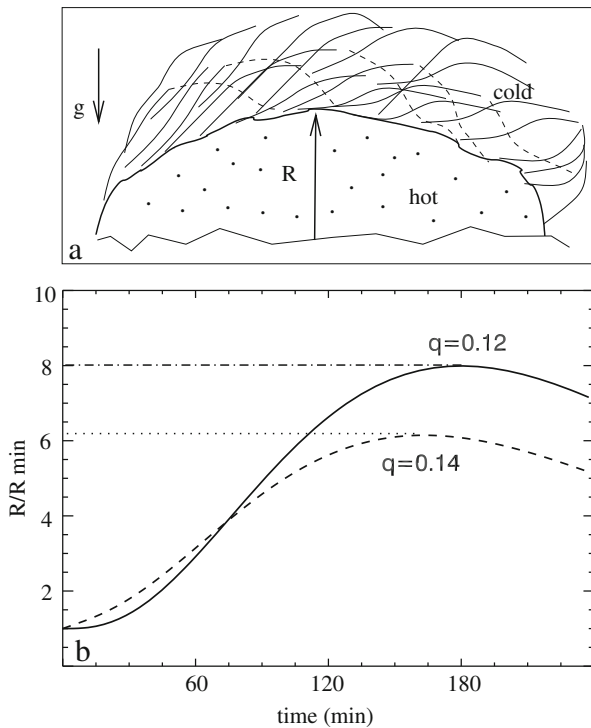 g
cold
R
hot
a
10
8
6
4
2
R/R min
q=0.12
q=0.14
b
60
120
180
time (min)